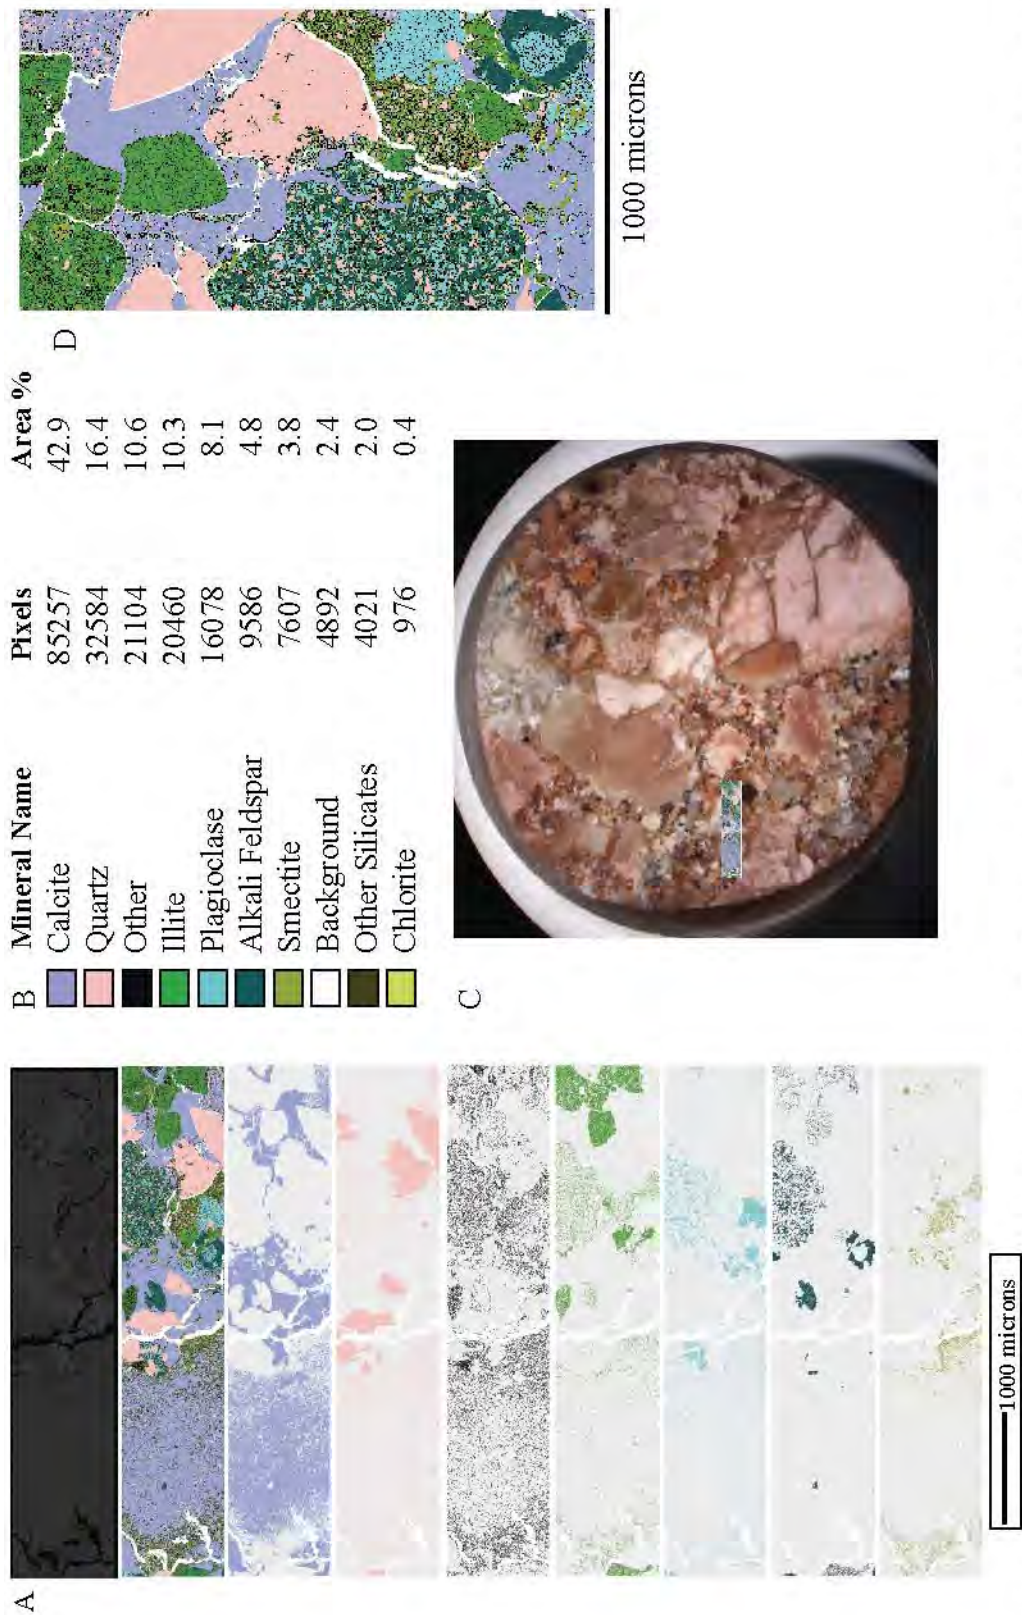 A
1000 microns
B Mineral Name Pixels Area %
Calcite 85257 42.9
Quartz 32584 16.4
Other 21104 10.6
Illite 20460 10.3
Plagioclase 16078 8.1
Alkali Feldspar 9586 4.8
Smectite 7607 3.8
Background 4892 2.4
Other Silicates 4021 2.0
Chlorite 976 0.4
C
D
1000 microns